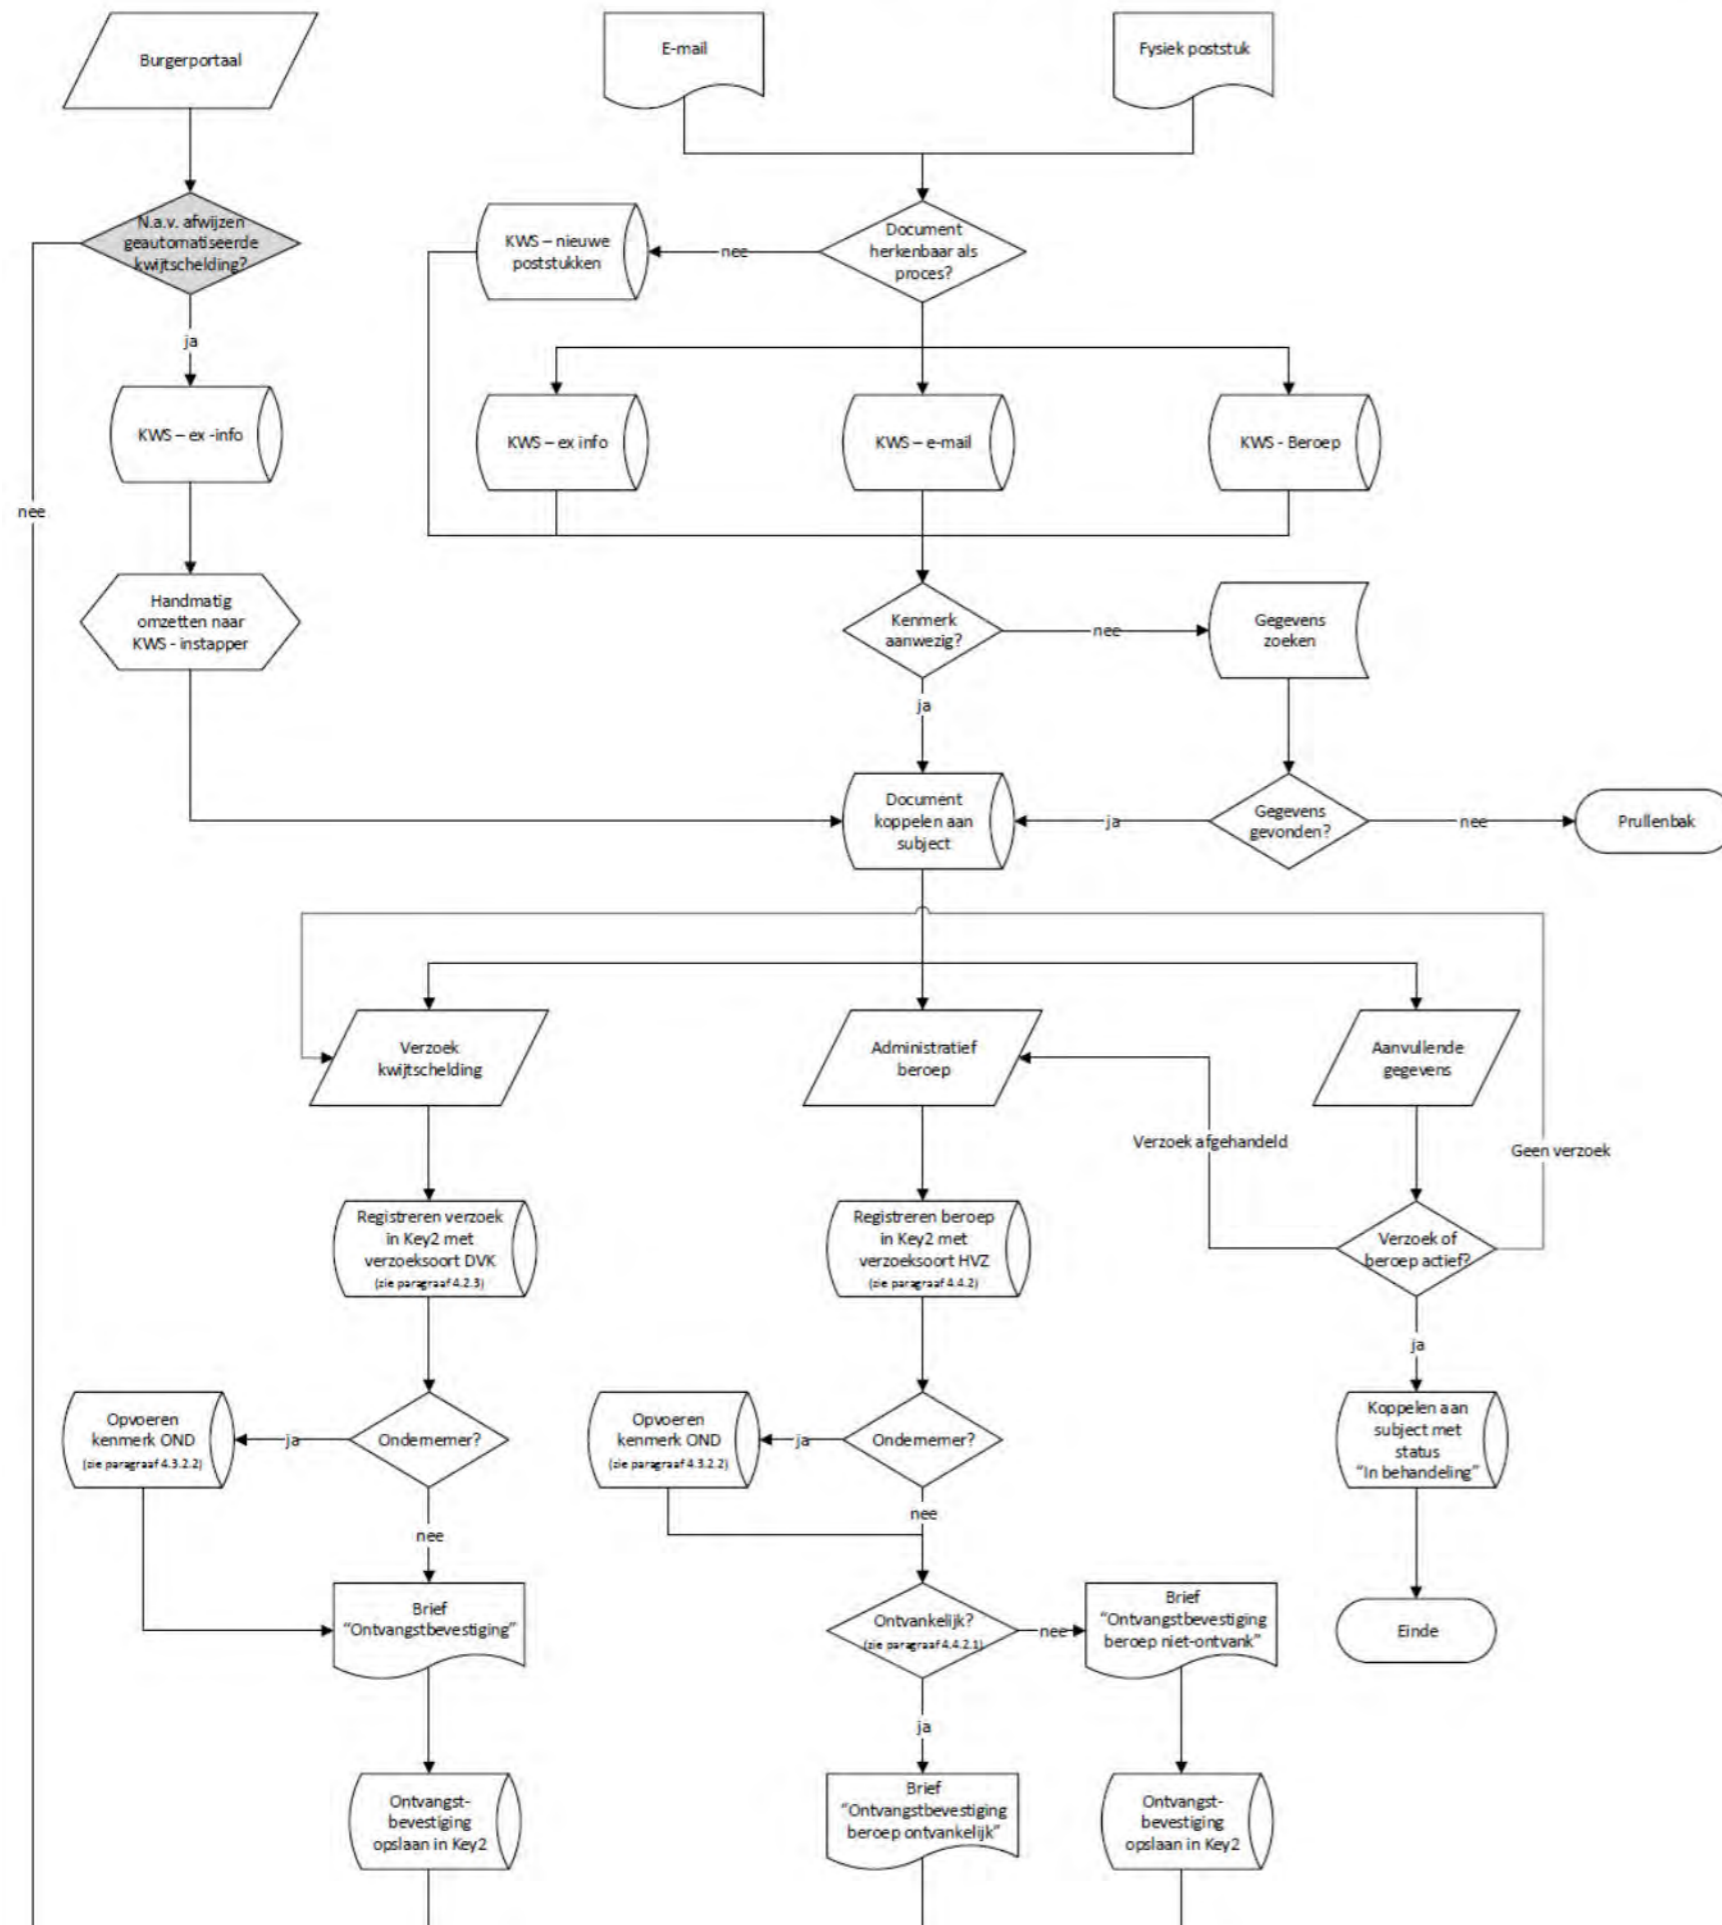 Burgerportaal
E-mail
Fysiek poststuk
N.a.v. afwijzen
geautomatiseerde
kwijtschelding?
KWS – nieuwe
poststukken
nee
Document
herkenbaar als
proces?
ja
KWS – ex -info
KWS – ex info
KWS – e-mail
KWS - Beroep
nee
Handmatig
omzetten naar
KWS - instapper
Kenmerk
aanwezig?
nee
Gegevens
zoeken
ja
Document
koppelen aan
subject
ja
Gegevens
gevonden?
nee
Prullenbak
Verzoek
kwijtschelding
Administratief
beroep
Aanvullende
gegevens
Verzoek afgehandeld
Geen verzoek
Registreren verzoek
in Key2 met
verzoeksoort DVK
(zie paragraaf 4.2.3)
Registreren beroep
in Key2 met
verzoeksoort HVZ
(zie paragraaf 4.4.2)
Verzoek of
beroep actief?
ja
Opvoeren
kenmerk OND
(zie paragraaf 4.3.2.2)
ja
Ondernemer?
Opvoeren
kenmerk OND
(zie paragraaf 4.3.2.2)
ja
Ondernemer?
Koppelen aan
subject met
status
“In behandeling”
nee
nee
Brief
“Ontvangstbevestiging”
Ontvankelijk?
(zie paragraaf 4.4.2.1)
nee
Brief
“Ontvangstbevestiging
beroep niet-ontvank”
Einde
ja
Ontvangst-
bevestiging
opslaan in Key2
Brief
“Ontvangstbevestiging
beroep ontvankelijk”
Ontvangst-
bevestiging
opslaan in Key2